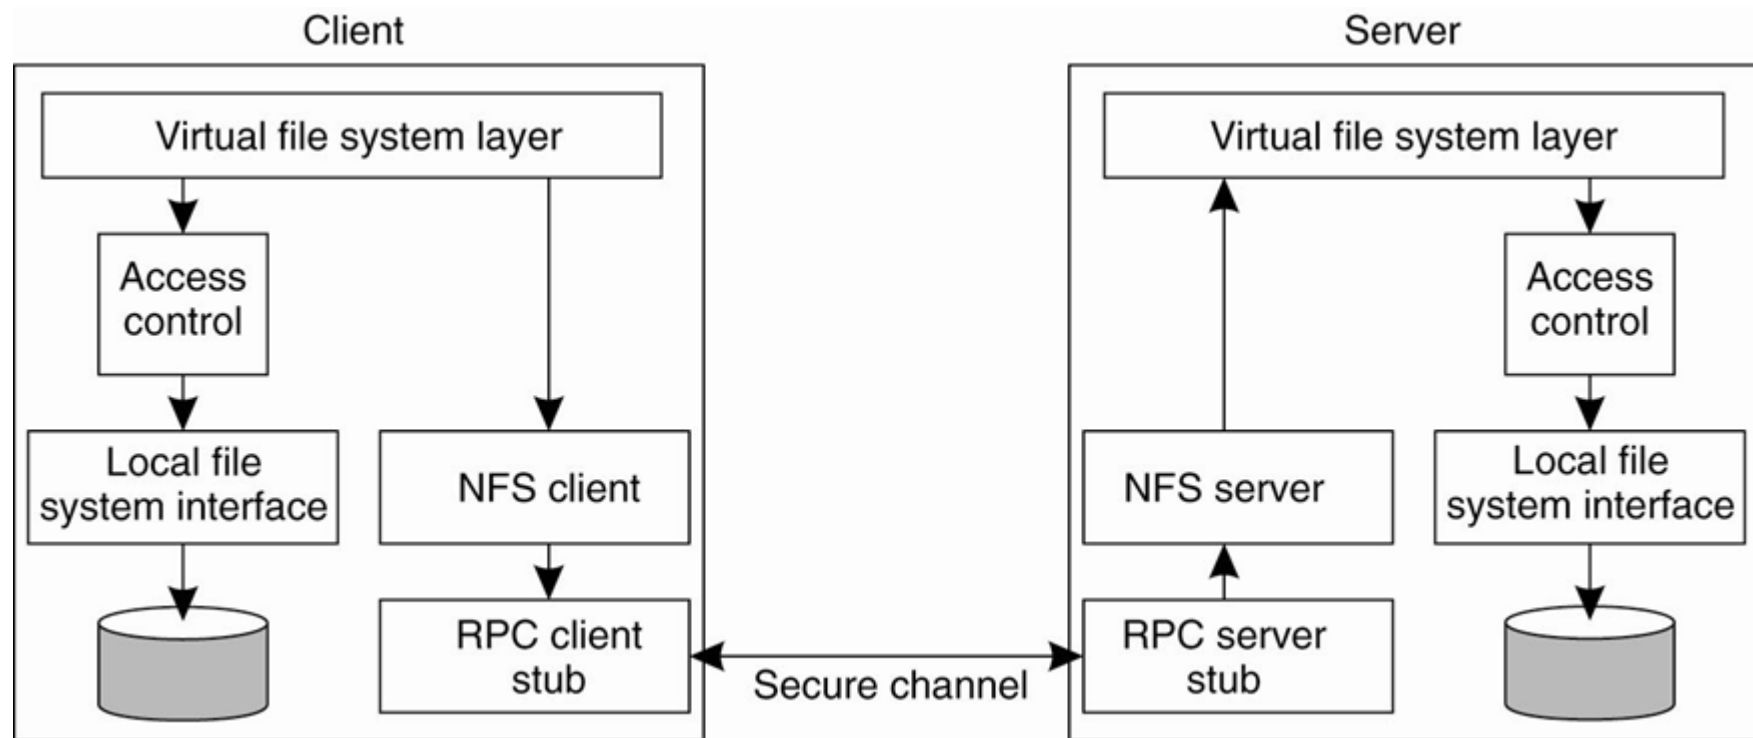 Client
Server
Virtual file system layer
Virtual file system layer
Access
control
Access
control
Local file
system interface
NFS client
NFS server
Local file
system interface
RPC client
stub
Secure channel
RPC server
stub